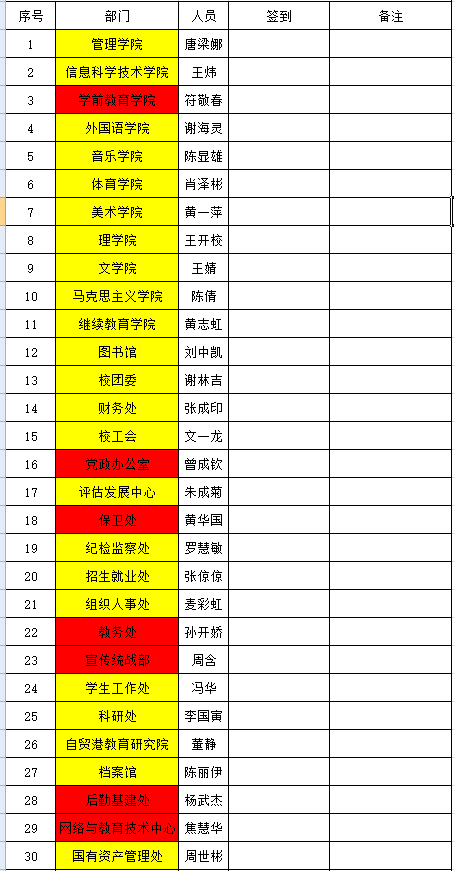 序号 部门 人员 签到 备注
1 管理学院 唐梁娜
2 信息科学技术学院 王炜
3 学前教育学院 符敬春
4 外国语学院 谢海灵
5 音乐学院 陈显雄
6 体育学院 肖泽彬
7 美术学院 黄一萍
8 理学院 王开校
9 文学院 王婧
10 马克思主义学院 陈倩
11 继续教育学院 黄志虹
12 图书馆 刘中凯
13 校团委 谢林吉
14 财务处 张成印
15 校工会 文一龙
16 党政办公室 曾成钦
17 评估发展中心 朱成菊
18 保卫处 黄华国
19 纪检监察处 罗慧敏
20 招生就业处 张倞倞
21 组织人事处 麦彩虹
22 教务处 孙开娇
23 宣传统战部 周含
24 学生工作处 冯华
25 科研处 李国寅
26 自贸港教育研究院 董静
27 档案馆 陈丽伊
28 后勤基建处 杨武杰
29 网络与教育技术中心 焦慧华
30 国有资产管理处 周世彬